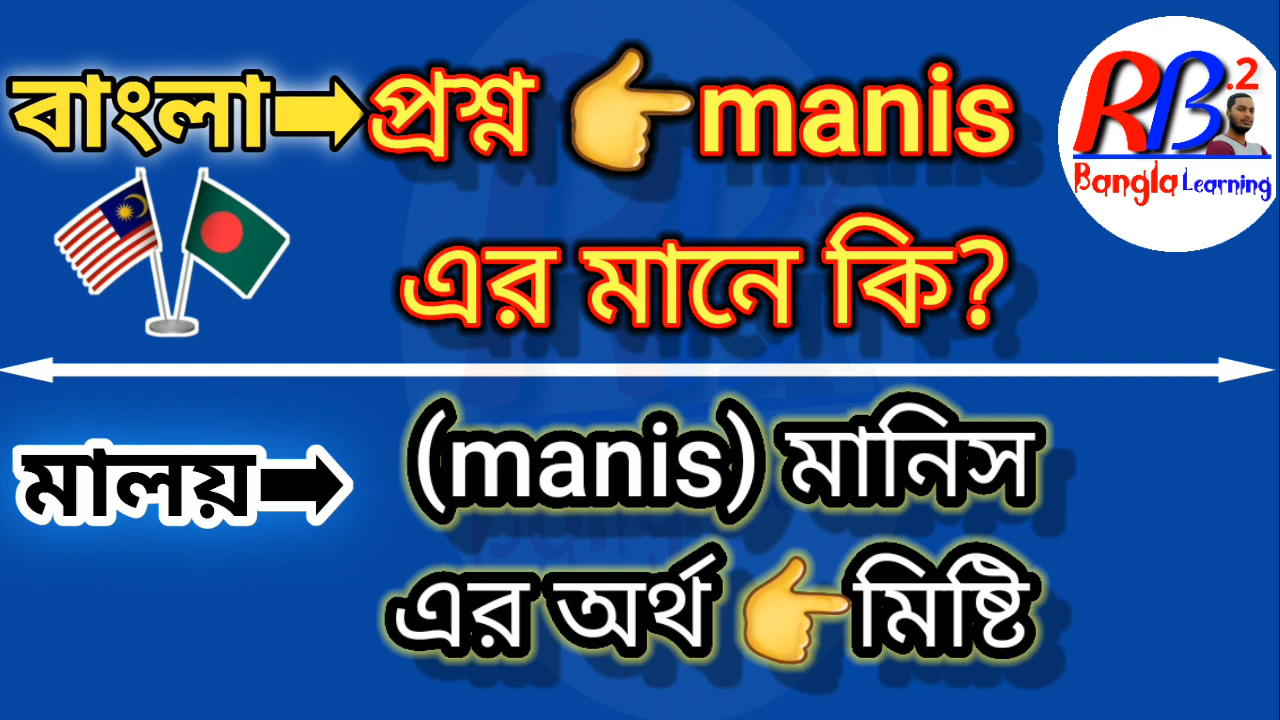 বাংলা➡প্রশ্ন 👉manis
এর মানে কি?
মালয়➡ (manis) মানিস
এর অর্থ 👉মিষ্টি
RB.2
Bangla Learning